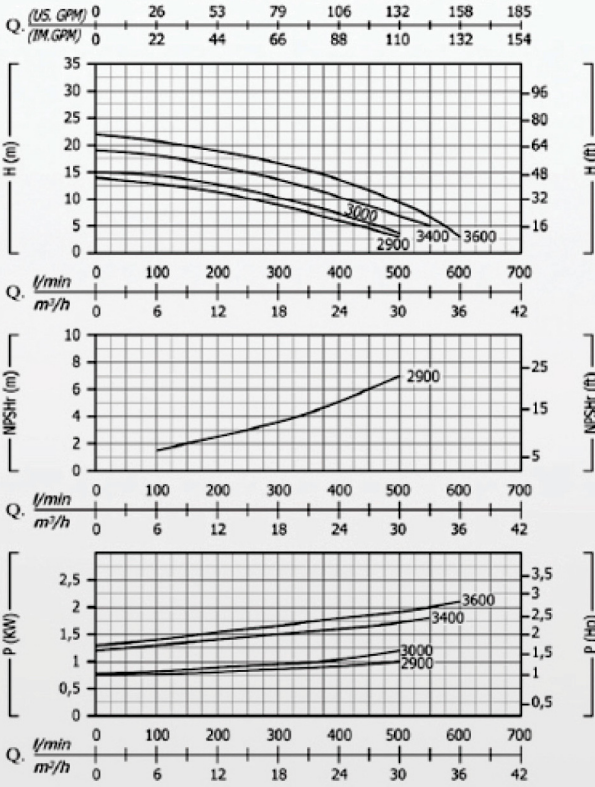 Q. (US. GPM) 0 26 53 79 106 132 158 185
(IM.GPM) 0 22 44 66 88 110 132 154
H (m) 35 30 25 20 15 10 5 0
H (ft) 96 80 64 48 32 16
3000 2900 3400 3600
Q. l/min 0 100 200 300 400 500 600 700
m³/h 0 6 12 18 24 30 36 42
NPSHr (m) 10 8 6 4 2 0
NPSHr (ft) 25 15 5
2900
Q. l/min 0 100 200 300 400 500 600 700
m³/h 0 6 12 18 24 30 36 42
P (KW) 2,5 2 1,5 1 0,5 0
P (Hp) 3,5 3 2,5 2 1,5 1 0,5
3600
3400
3000
2900
Q. l/min 0 100 200 300 400 500 600 700
m³/h 0 6 12 18 24 30 36 42